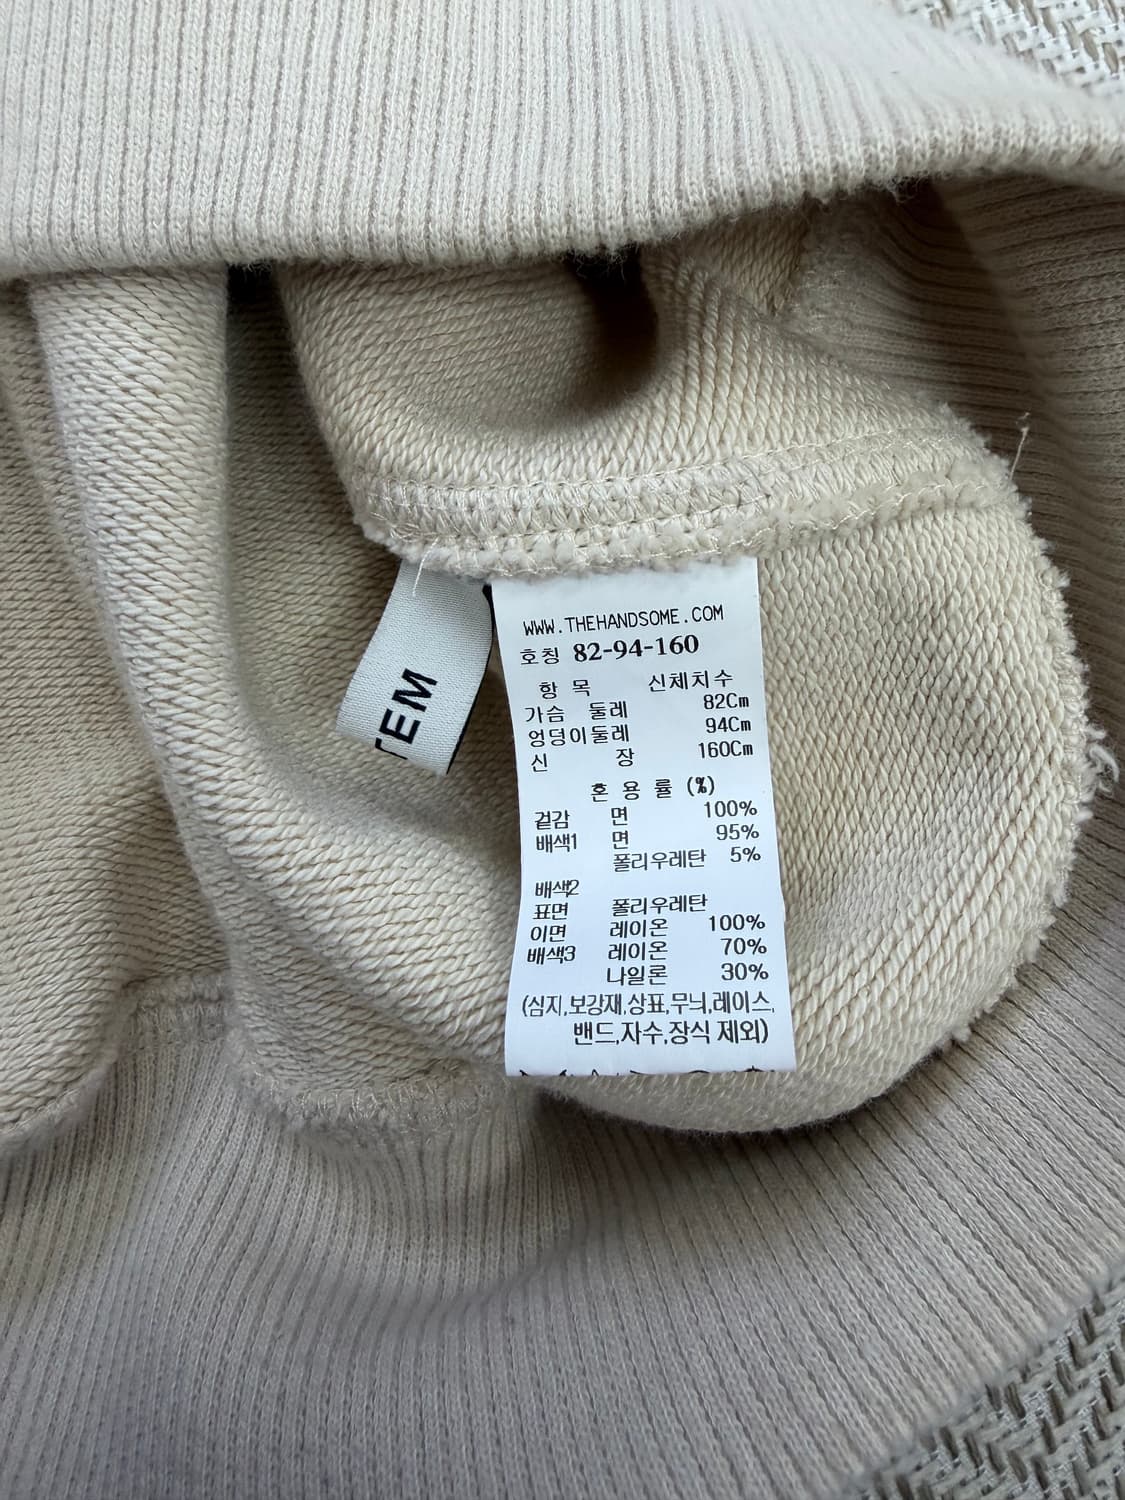 WWW.THEHANDSOME.COM
호칭 82-94-160
항 목 신체치수
가슴 둘레 82Cm
엉덩이둘레 94Cm
신 장 160Cm
혼 용 률 (%)
겉감 면 100%
배색1 면 95%
폴리우레탄 5%
배색2
표면 폴리우레탄
이면 레이온 100%
배색3 레이온 70%
나일론 30%
(심지,보강재,상표,무늬,레이스,
밴드,자수,장식 제외)
TEM